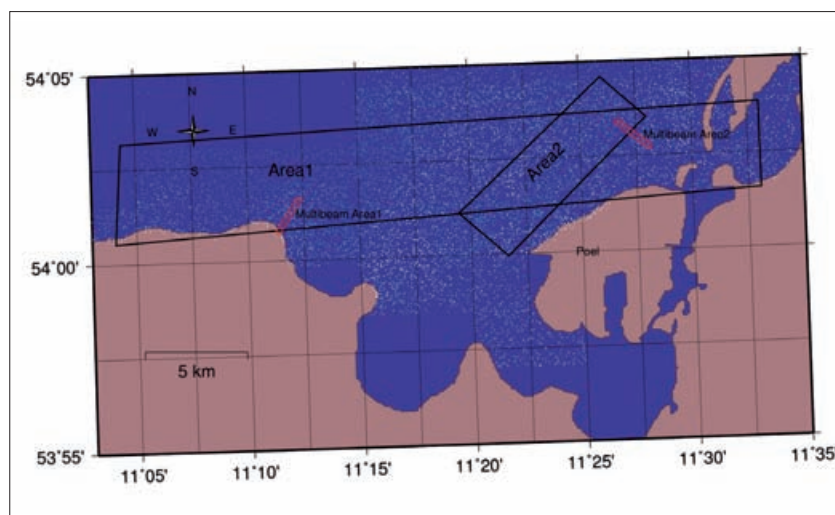 54°05'
N
W E
S
Area1
Area2
Multibeam Area2
Multibeam Area1
Poel
54°00'
5 km
53°55'
11°05' 11°10' 11°15' 11°20' 11°25' 11°30' 11°35'